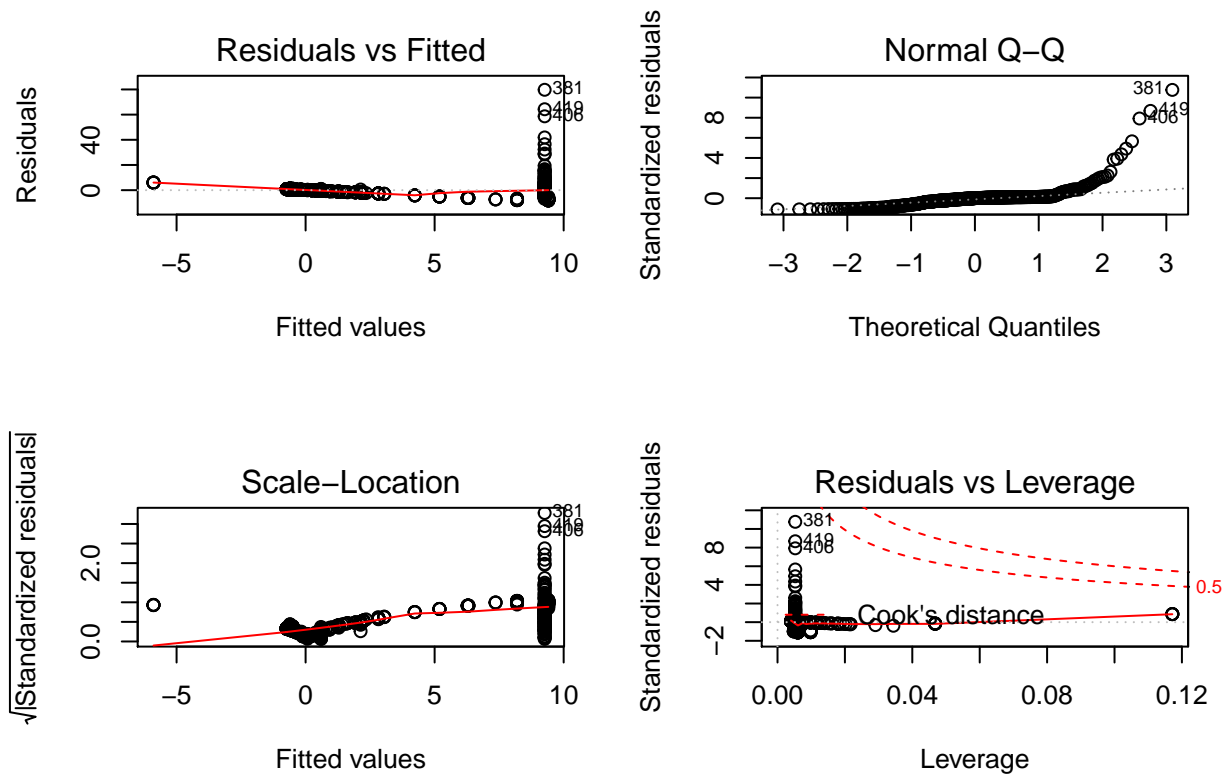 Residuals vs Fitted
Residuals
0 40
381
419
406
−5 0 5 10
Fitted values
Normal Q−Q
Standardized residuals
0 4 8
381
419
406
−3 −2 −1 0 1 2 3
Theoretical Quantiles
Scale−Location
√|Standardized residuals|
0.0 2.0
381
419
406
−5 0 5 10
Fitted values
Residuals vs Leverage
Standardized residuals
−2 4 8
381
419
406
Cook's distance
0.5
0.00 0.04 0.08 0.12
Leverage